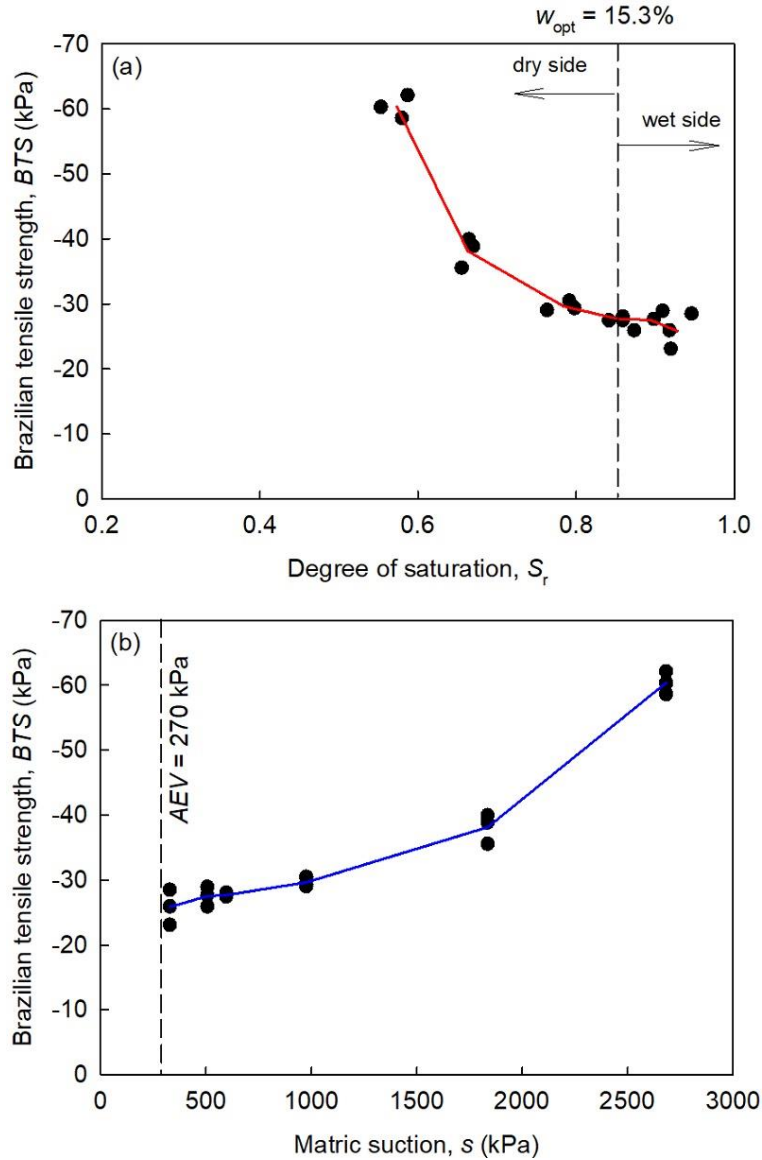 w_opt = 15.3%
(a)
dry side
wet side
Brazilian tensile strength, BTS (kPa)
-70
-60
-50
-40
-30
-20
-10
0
0.2 0.4 0.6 0.8 1.0
Degree of saturation, S_r
(b)
AEV = 270 kPa
Brazilian tensile strength, BTS (kPa)
-70
-60
-50
-40
-30
-20
-10
0
0 500 1000 1500 2000 2500 3000
Matric suction, s (kPa)